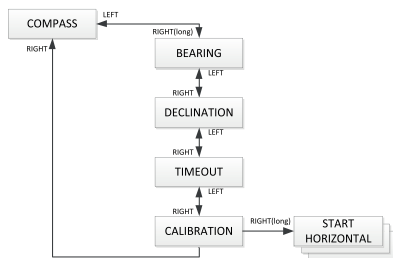 COMPASS
LEFT
RIGHT(long)
RIGHT
BEARING
LEFT
RIGHT
DECLINATION
LEFT
RIGHT
TIMEOUT
LEFT
RIGHT
CALIBRATION
RIGHT(long)
START
HORIZONTAL